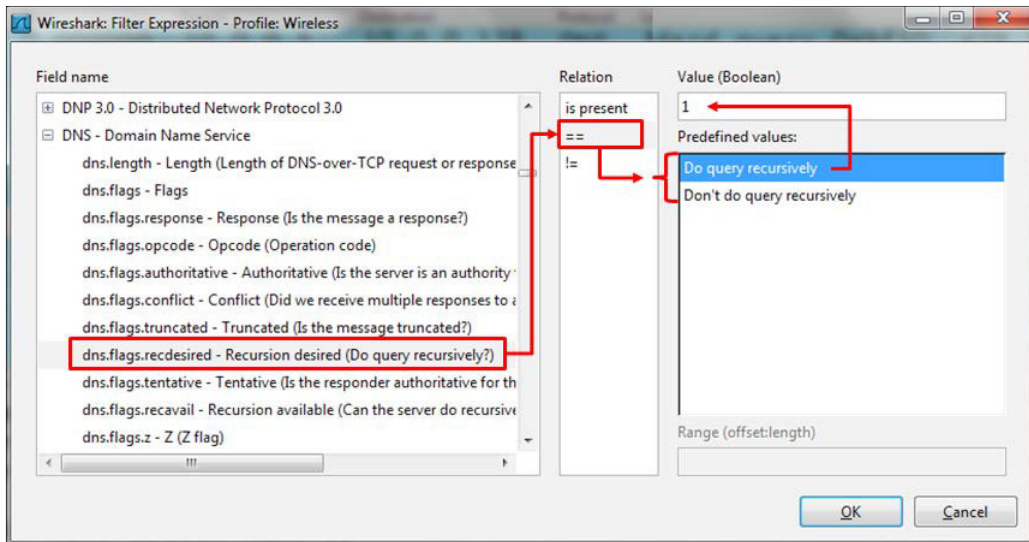 Wireshark: Filter Expression - Profile: Wireless
Field name
DNP 3.0 - Distributed Network Protocol 3.0
DNS - Domain Name Service
dns.length - Length (Length of DNS-over-TCP request or response
dns.flags - Flags
dns.flags.response - Response (Is the message a response?)
dns.flags.opcode - Opcode (Operation code)
dns.flags.authoritative - Authoritative (Is the server is an authority
dns.flags.conflict - Conflict (Did we receive multiple responses to a
dns.flags.truncated - Truncated (Is the message truncated?)
dns.flags.recdesired - Recursion desired (Do query recursively?)
dns.flags.tentative - Tentative (Is the responder authoritative for th
dns.flags.recavail - Recursion available (Can the server do recursive
dns.flags.z - Z (Z flag)
Relation
is present
==
!=
Value (Boolean)
1
Predefined values:
Do query recursively
Don't do query recursively
Range (offset:length)
OK
Cancel